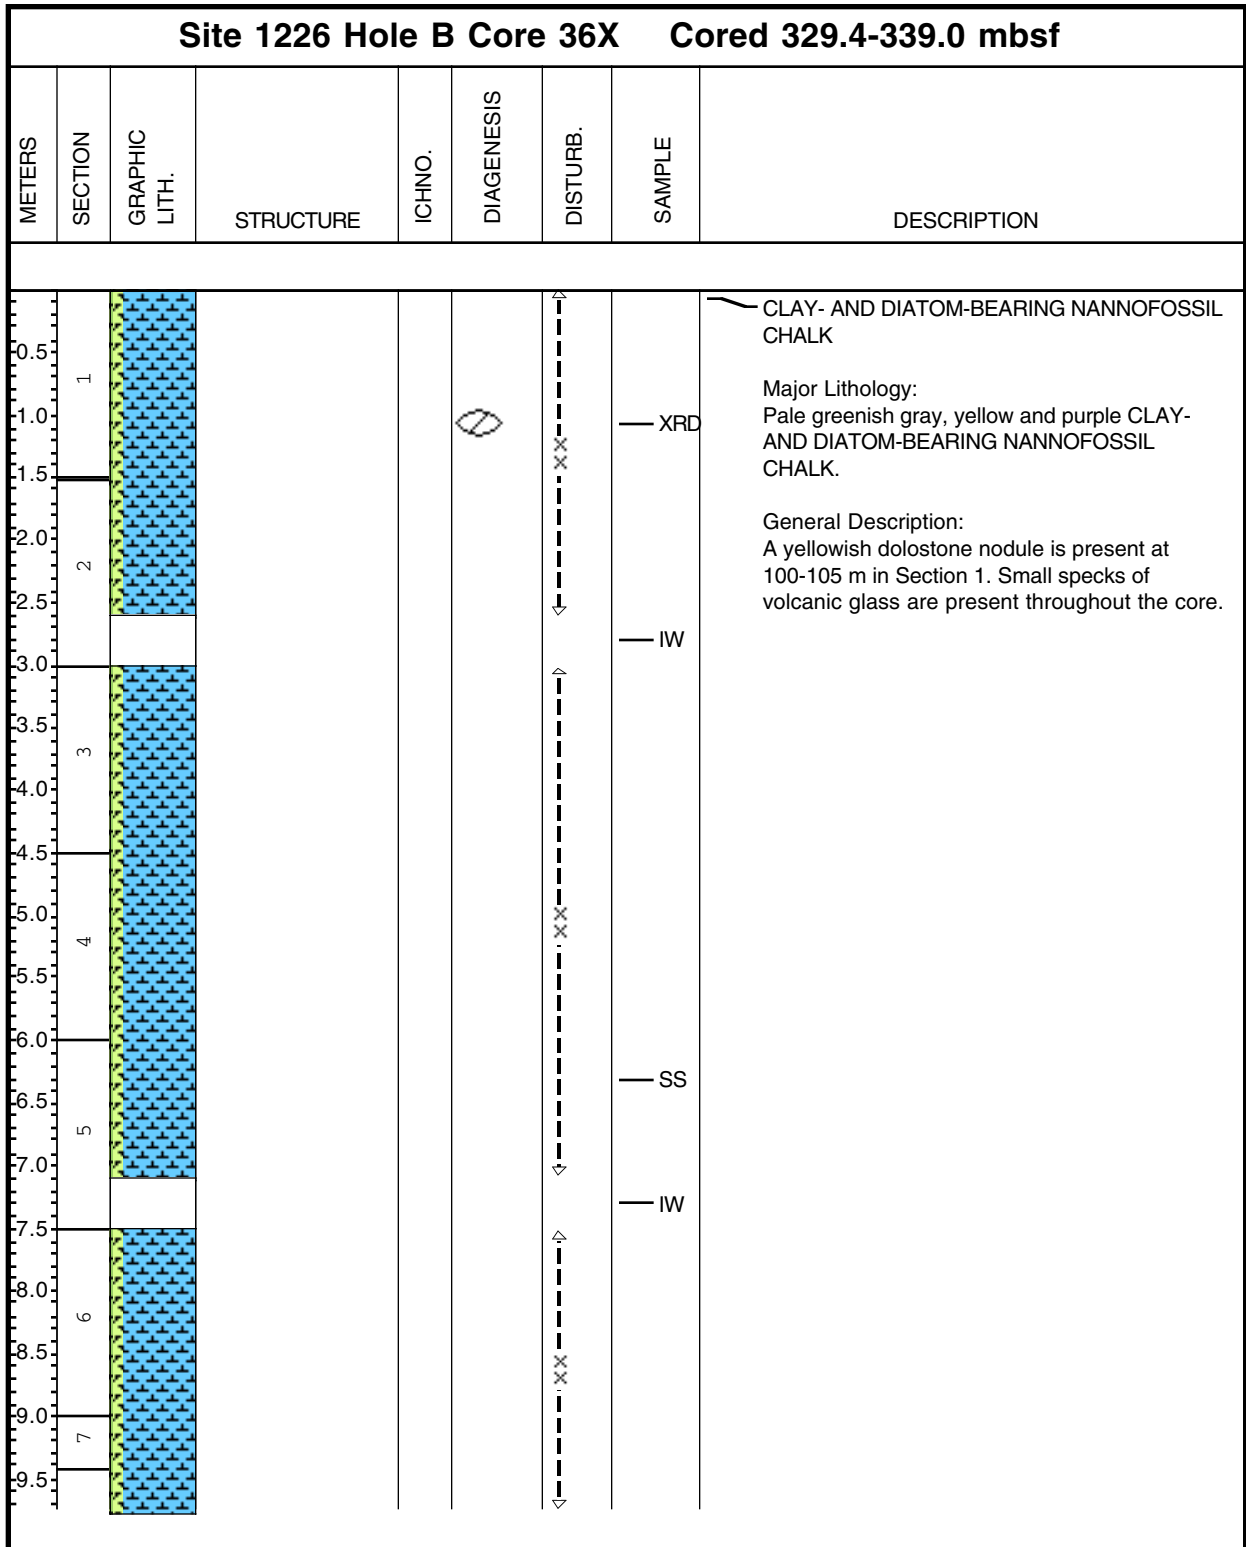 Site 1226 Hole B Core 36X Cored 329.4-339.0 mbsf
METERS
SECTION
GRAPHIC
LITH.
STRUCTURE
ICHNO.
DIAGENESIS
DISTURB.
SAMPLE
DESCRIPTION
CLAY- AND DIATOM-BEARING NANNOFOSSIL
CHALK
Major Lithology:
Pale greenish gray, yellow and purple CLAY-
AND DIATOM-BEARING NANNOFOSSIL
CHALK.
General Description:
A yellowish dolostone nodule is present at
100-105 m in Section 1. Small specks of
volcanic glass are present throughout the core.
0.5
1
1.0
XRD
1.5
2.0
2
2.5
IW
3.0
3.5
3
4.0
4.5
5.0
4
5.5
6.0
SS
6.5
5
7.0
IW
7.5
8.0
6
8.5
9.0
7
9.5